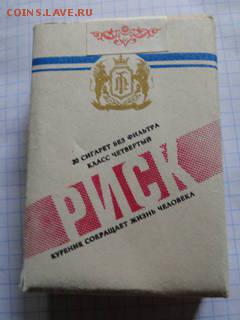 COINS.LAVE.RU
20 СИГАРЕТ БЕЗ ФИЛЬТРА
КЛАСС ЧЕТВЕРТЫЙ
РИСК
КУРЕНИЕ СОКРАЩАЕТ ЖИЗНЬ ЧЕЛОВЕКА